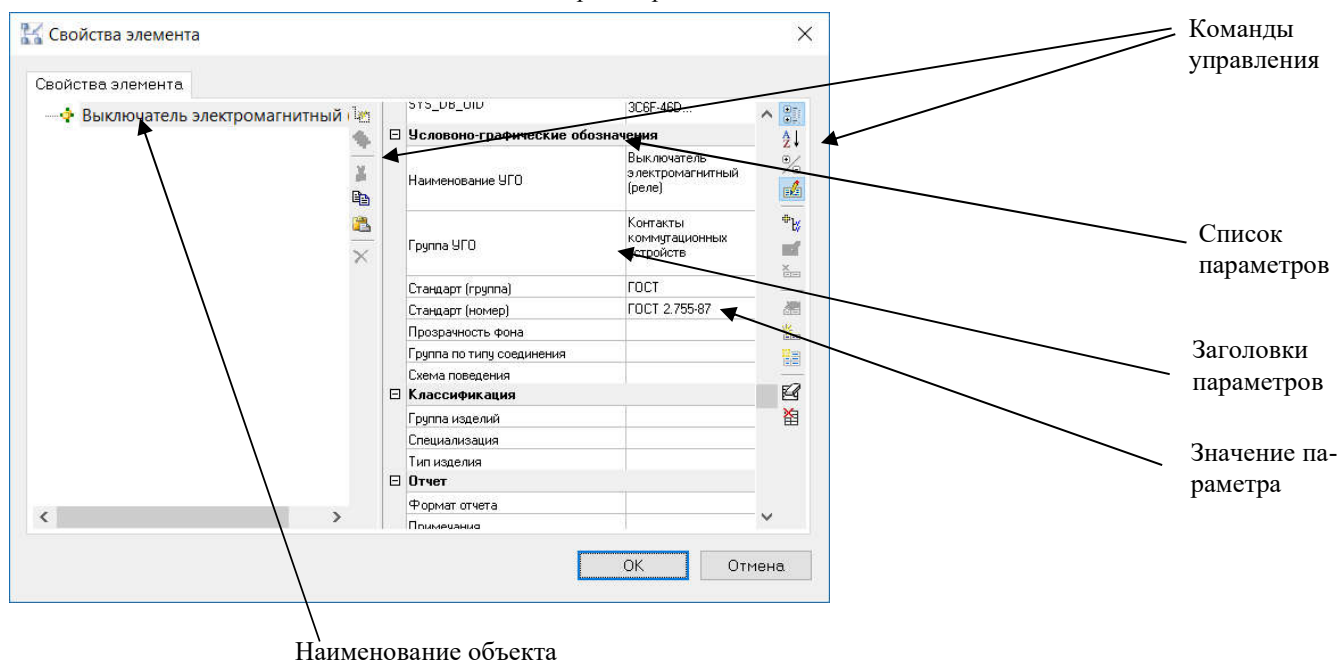 Свойства элемента
Свойства элемента
Выключатель электромагнитный
SYS_DB_UID
3C6F-46D...
Условоно-графические обозначения
Наименование УГО
Выключатель
электромагнитный
(реле)
Группа УГО
Контакты
коммутационных
устройств
Стандарт (группа)
ГОСТ
Стандарт (номер)
ГОСТ 2.755-87
Прозрачность фона
Группа по типу соединения
Схема поведения
Классификация
Группа изделий
Специализация
Тип изделия
Отчет
Формат отчета
Примечания
OK
Отмена
Команды
управления
Список
параметров
Заголовки
параметров
Значение па-
раметра
Наименование объекта